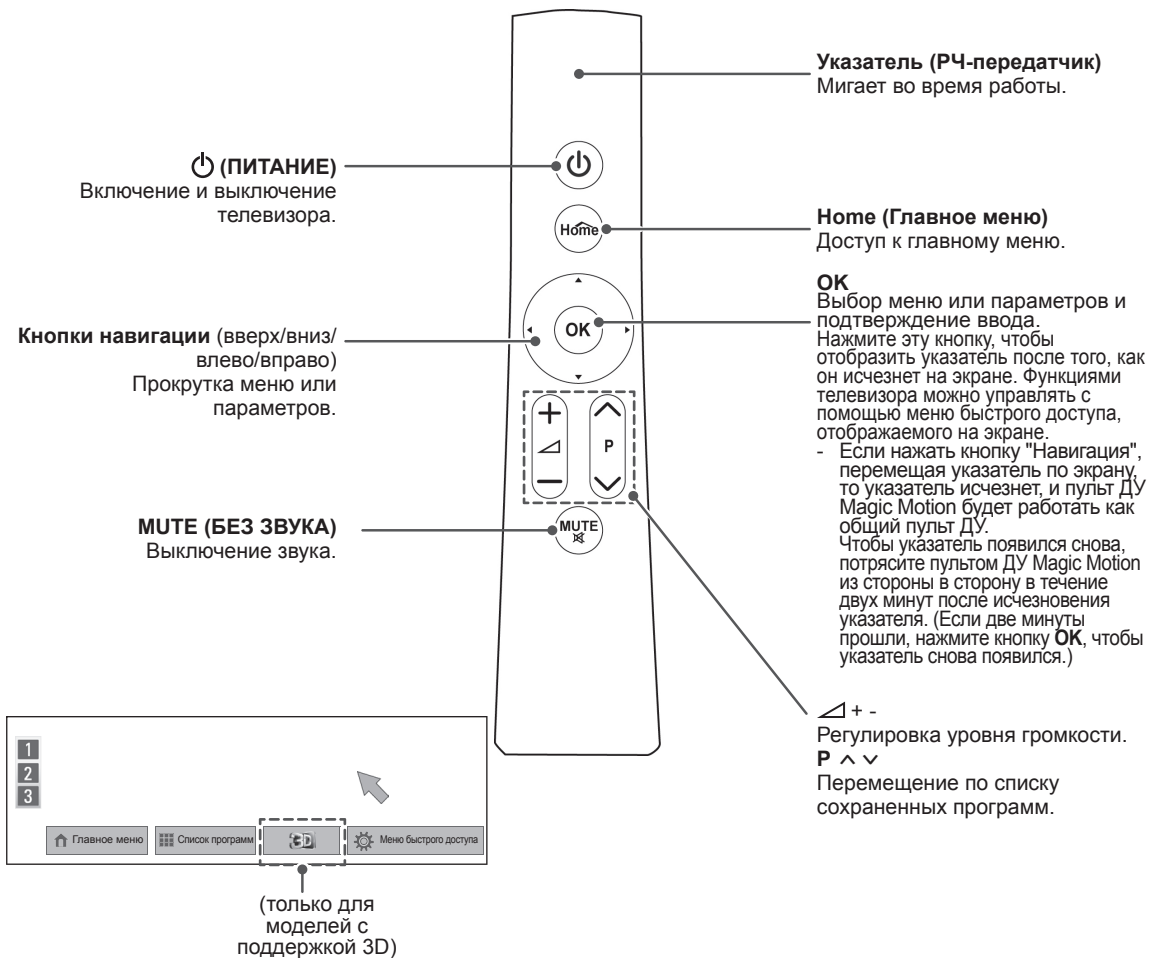 Указатель (РЧ-передатчик)
Мигает во время работы.
(ПИТАНИЕ)
Включение и выключение
телевизора.
Home
Home (Главное меню)
Доступ к главному меню.
OK
Выбор меню или параметров и
подтверждение ввода.
Нажмите эту кнопку, чтобы
отобразить указатель после того, как
он исчезнет на экране. Функциями
телевизора можно управлять с
помощью меню быстрого доступа,
отображаемого на экране.
- Если нажать кнопку "Навигация",
перемещая указатель по экрану,
то указатель исчезнет, и пульт ДУ
Magic Motion будет работать как
общий пульт ДУ.
Чтобы указатель появился снова,
потрясите пультом ДУ Magic Motion
из стороны в сторону в течение
двух минут после исчезновения
указателя. (Если две минуты
прошли, нажмите кнопку OK, чтобы
указатель снова появился.)
Кнопки навигации (вверх/вниз/
влево/вправо)
Прокрутка меню или
параметров.
OK
+
P
−
MUTE
MUTE (БЕЗ ЗВУКА)
Выключение звука.
+ -
Регулировка уровня громкости.
P
Перемещение по списку
сохраненных программ.
1
2
3
Главное меню Список программ 3D Меню быстрого доступа
(только для
моделей с
поддержкой 3D)